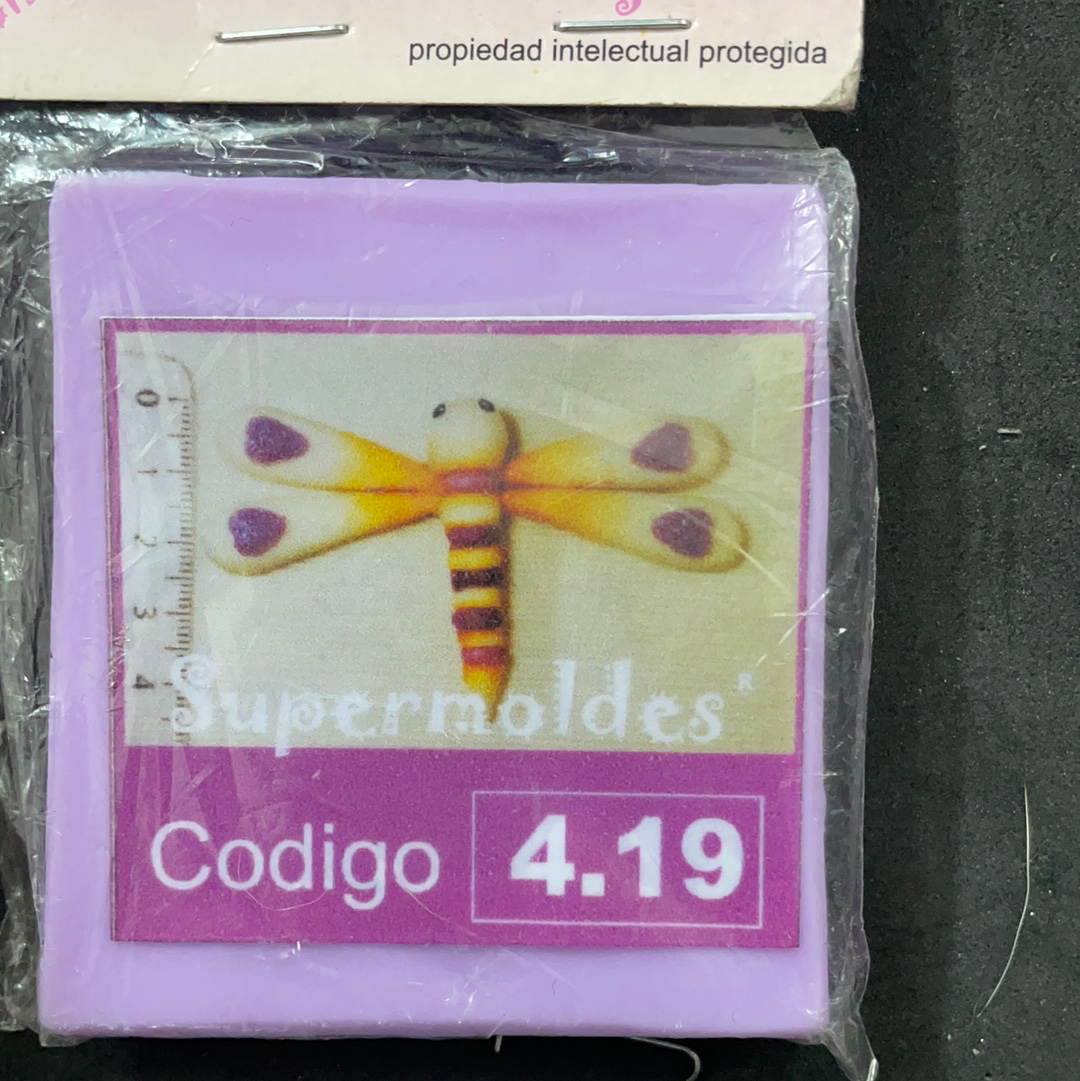 propiedad intelectual protegida
0
1
2
3
4
Supermoldes®
Codigo 4.19